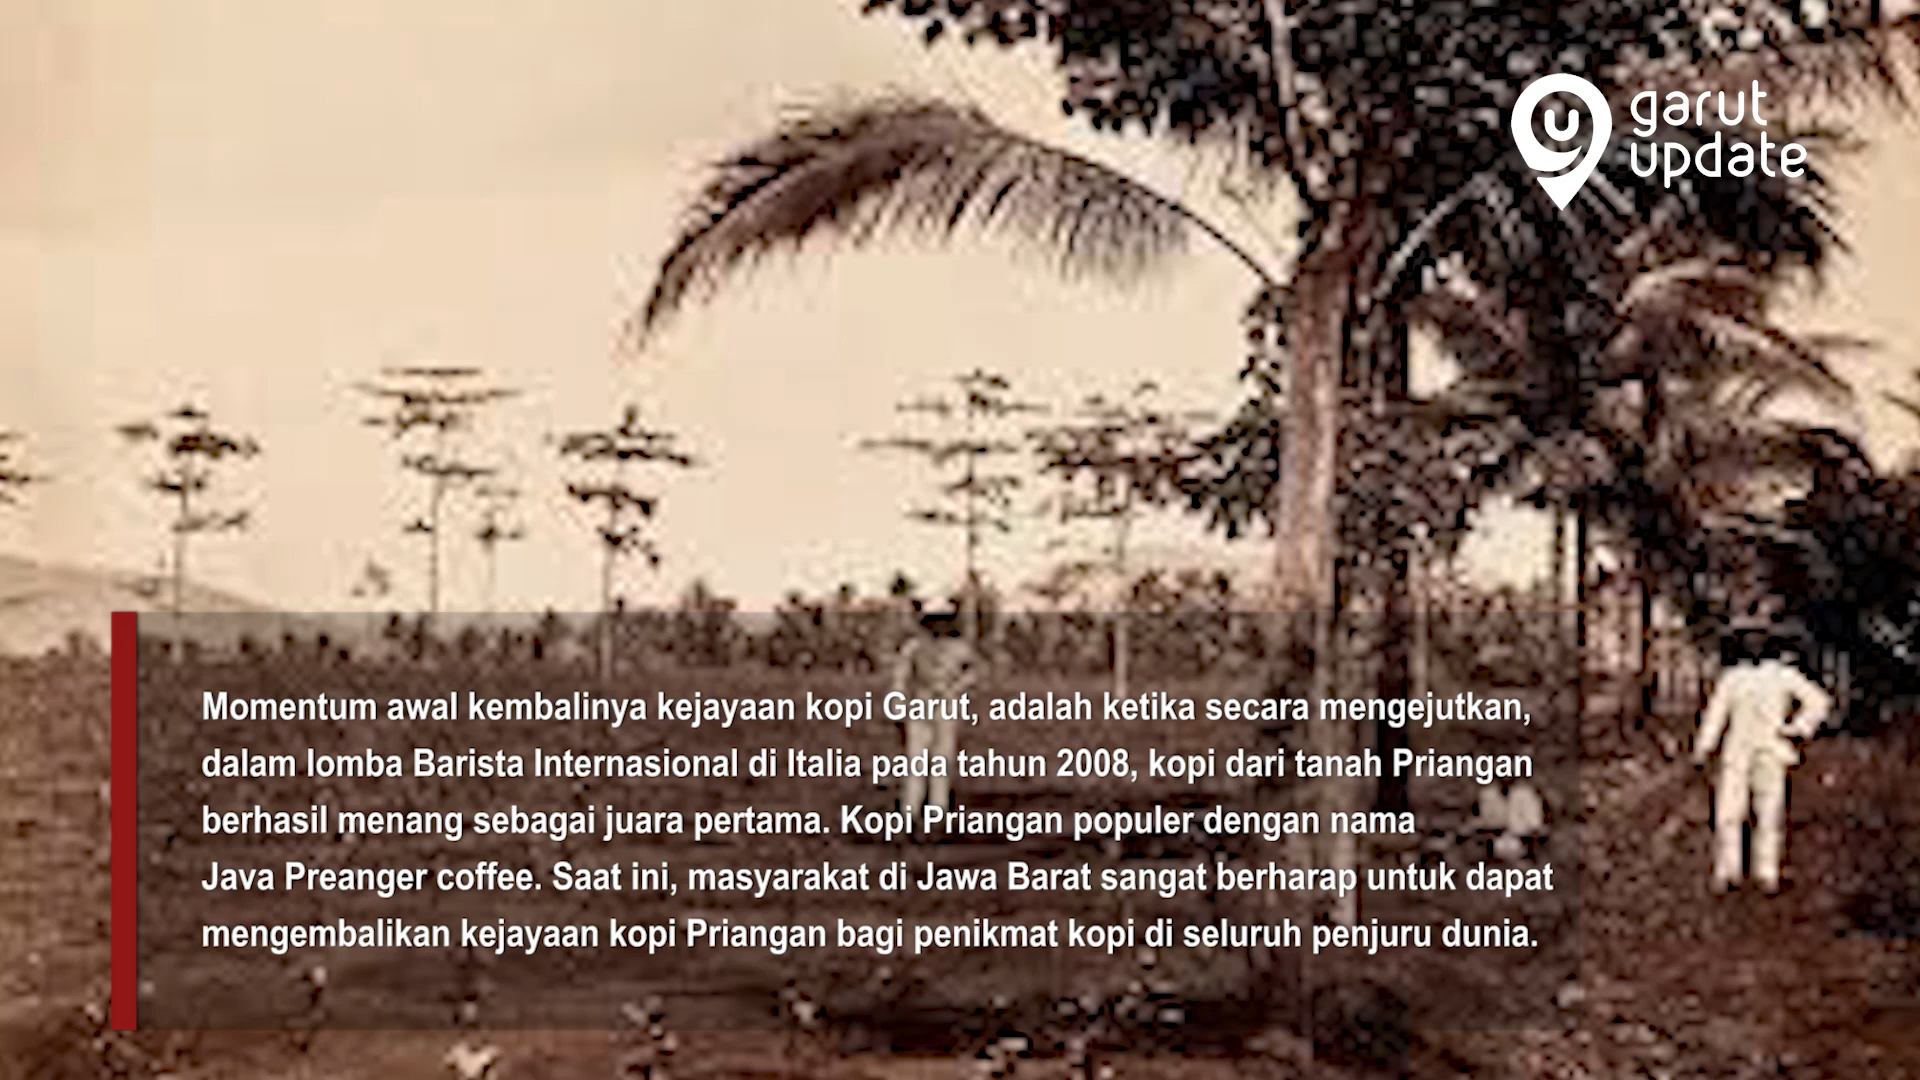 garut
update
Momentum awal kembalinya kejayaan kopi Garut, adalah ketika secara mengejutkan,
dalam lomba Barista Internasional di Italia pada tahun 2008, kopi dari tanah Priangan
berhasil menang sebagai juara pertama. Kopi Priangan populer dengan nama
Java Preanger coffee. Saat ini, masyarakat di Jawa Barat sangat berharap untuk dapat
mengembalikan kejayaan kopi Priangan bagi penikmat kopi di seluruh penjuru dunia.